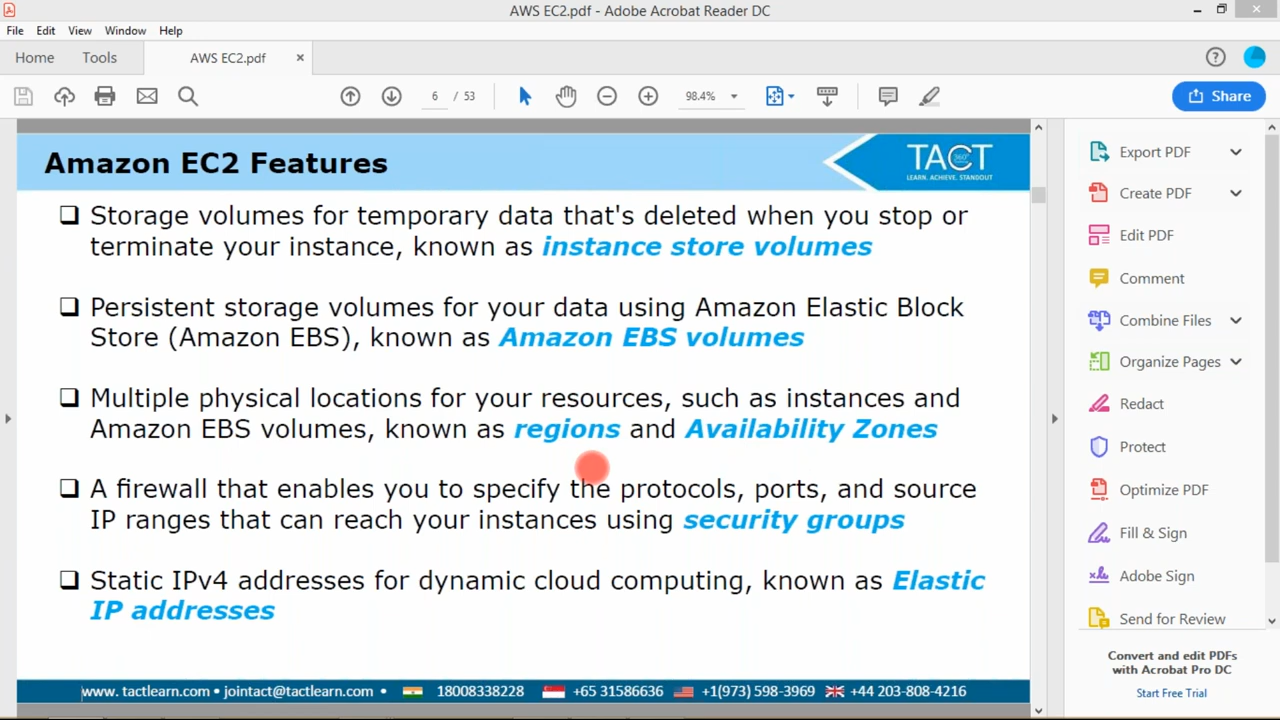 AWS EC2.pdf - Adobe Acrobat Reader DC
File Edit View Window Help
Home Tools AWS EC2.pdf ×
6 / 53 98.4% Share
Amazon EC2 Features
TACT
360°
LEARN. ACHIEVE. STANDOUT
Storage volumes for temporary data that's deleted when you stop or
terminate your instance, known as instance store volumes
Persistent storage volumes for your data using Amazon Elastic Block
Store (Amazon EBS), known as Amazon EBS volumes
Multiple physical locations for your resources, such as instances and
Amazon EBS volumes, known as regions and Availability Zones
A firewall that enables you to specify the protocols, ports, and source
IP ranges that can reach your instances using security groups
Static IPv4 addresses for dynamic cloud computing, known as Elastic
IP addresses
www. tactlearn.com • jointact@tactlearn.com • 18008338228 +65 31586636 +1(973) 598-3969 +44 203-808-4216
Export PDF
Create PDF
Edit PDF
Comment
Combine Files
Organize Pages
Redact
Protect
Optimize PDF
Fill & Sign
Adobe Sign
Send for Review
Convert and edit PDFs
with Acrobat Pro DC
Start Free Trial